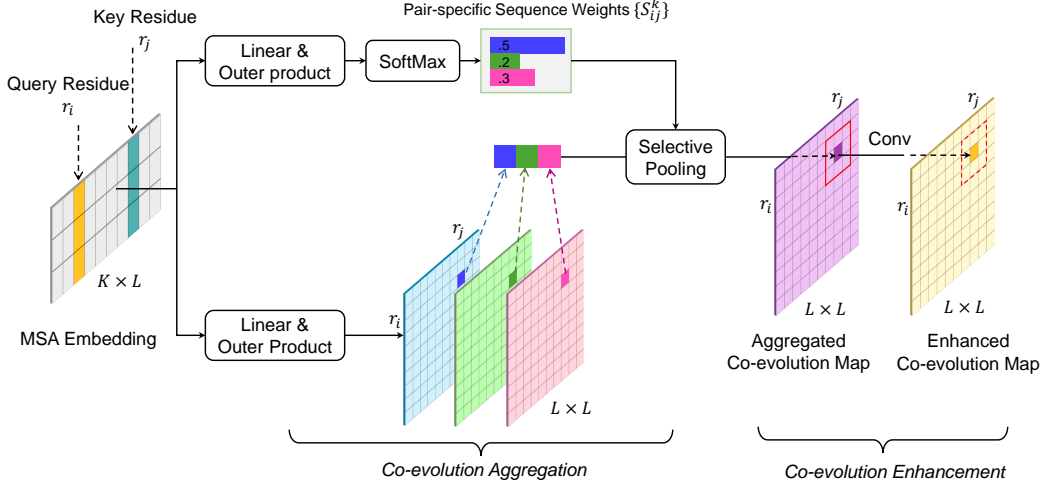 Pair-specific Sequence Weights {S_{ij}^k}
Key Residue
r_j
Query Residue
r_i
Linear &
Outer product
SoftMax
.5
.2
.3
Selective
Pooling
r_j
r_j
Conv
r_i
r_i
K × L
MSA Embedding
Linear &
Outer Product
r_j
r_i
L × L
L × L
L × L
Aggregated
Co-evolution Map
Enhanced
Co-evolution Map
Co-evolution Aggregation
Co-evolution Enhancement